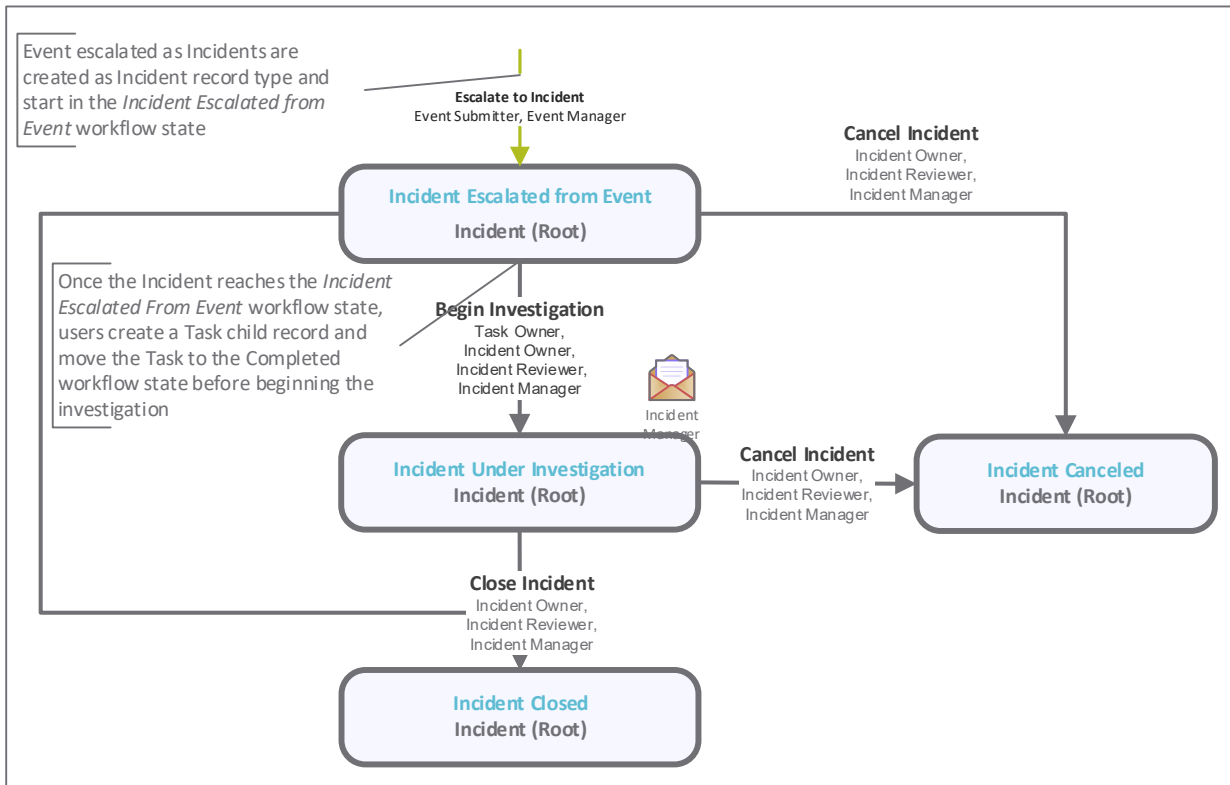 Event escalated as Incidents are
created as Incident record type and
start in the Incident Escalated from
Event workflow state
Escalate to Incident
Event Submitter, Event Manager
Cancel Incident
Incident Owner,
Incident Reviewer,
Incident Manager
Incident Escalated from Event
Incident (Root)
Once the Incident reaches the Incident
Escalated From Event workflow state,
users create a Task child record and
move the Task to the Completed
workflow state before beginning the
investigation
Begin Investigation
Task Owner,
Incident Owner,
Incident Reviewer,
Incident Manager
Incident
Manager
Incident Under Investigation
Incident (Root)
Cancel Incident
Incident Owner,
Incident Reviewer,
Incident Manager
Incident Canceled
Incident (Root)
Close Incident
Incident Owner,
Incident Reviewer,
Incident Manager
Incident Closed
Incident (Root)